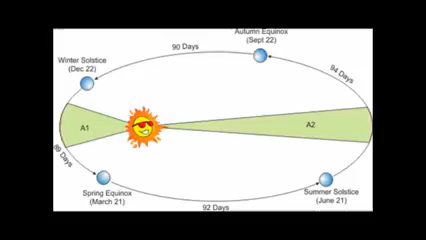 Autumn Equinox
(Sept 22)
90 Days
Winter Solstice
(Dec 22)
94 Days
A1
A2
89 Days
Spring Equinox
(March 21)
92 Days
Summer Solstice
(June 21)